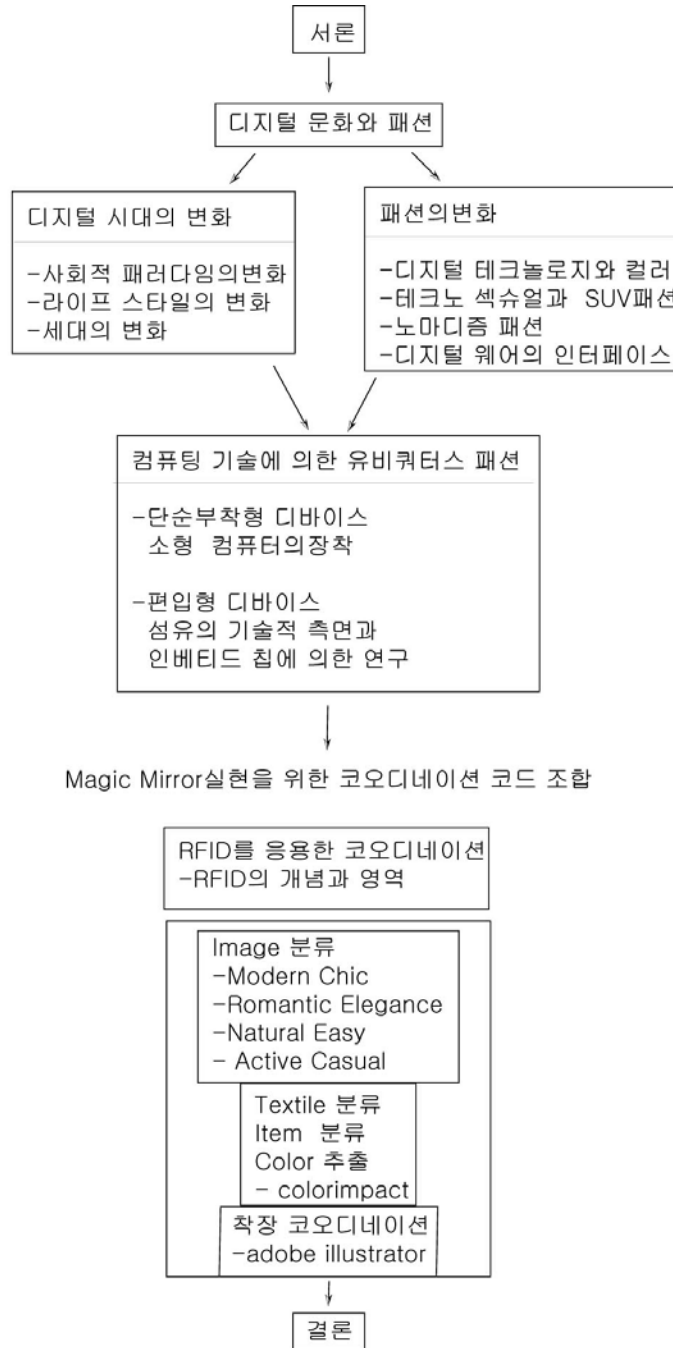 서론
디지털 문화와 패션
디지털 시대의 변화
-사회적 패러다임의변화
-라이프 스타일의 변화
-세대의 변화
패션의변화
-디지털 테크놀로지와 컬러
-테크노 섹슈얼과 SUV패션
-노마디즘 패션
-디지털 웨어의 인터페이스
컴퓨팅 기술에 의한 유비쿼터스 패션
-단순부착형 디바이스
소형 컴퓨터의장착
-편입형 디바이스
섬유의 기술적 측면과
인베티드 칩에 의한 연구
Magic Mirror실현을 위한 코오디네이션 코드 조합
RFID를 응용한 코오디네이션
-RFID의 개념과 영역
Image 분류
-Modern Chic
-Romantic Elegance
-Natural Easy
- Active Casual
Textile 분류
Item 분류
Color 추출
- colorimpact
착장 코오디네이션
-adobe illustrator
결론